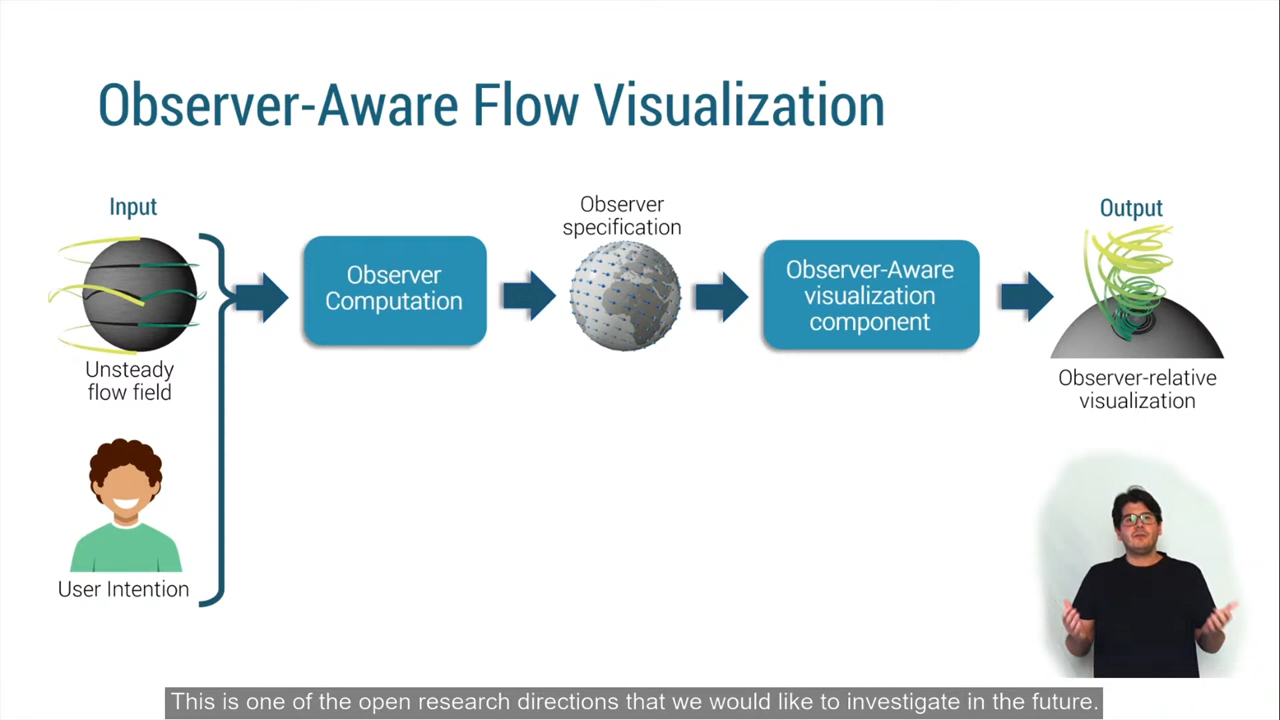 Observer-Aware Flow Visualization
Input
Unsteady
flow field
User Intention
Observer
Computation
Observer
specification
Observer-Aware
visualization
component
Output
Observer-relative
visualization
This is one of the open research directions that we would like to investigate in the future.